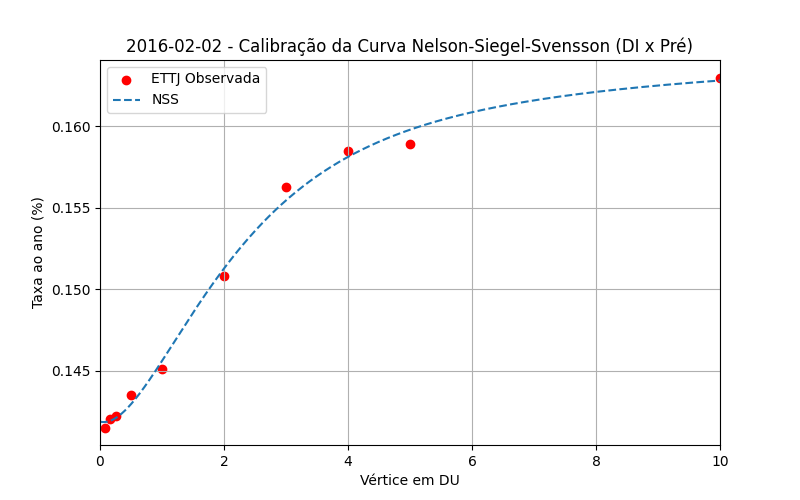 2016-02-02 - Calibração da Curva Nelson-Siegel-Svensson (DI x Pré)
ETTJ Observada
NSS
Taxa ao ano (%)
0.160
0.155
0.150
0.145
0 2 4 6 8 10
Vértice em DU